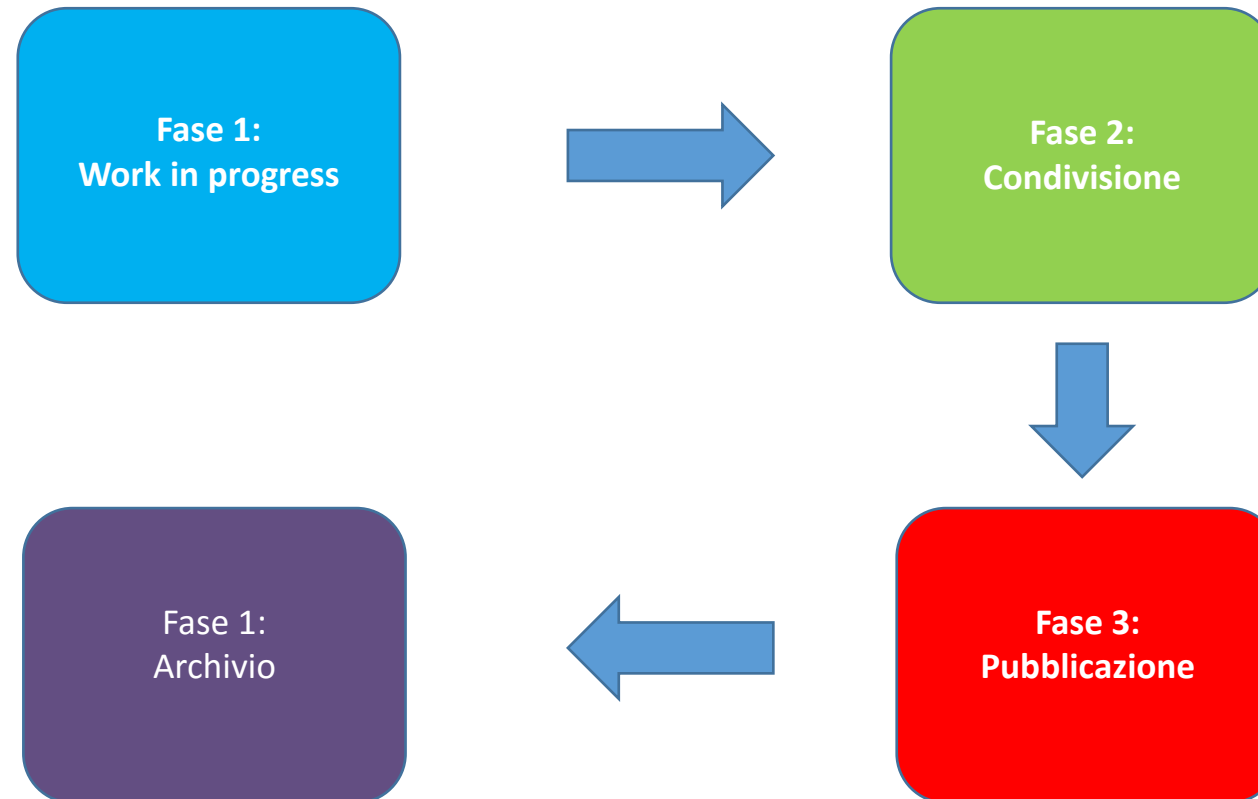 Fase 1:
Work in progress
Fase 2:
Condivisione
Fase 1:
Archivio
Fase 3:
Pubblicazione